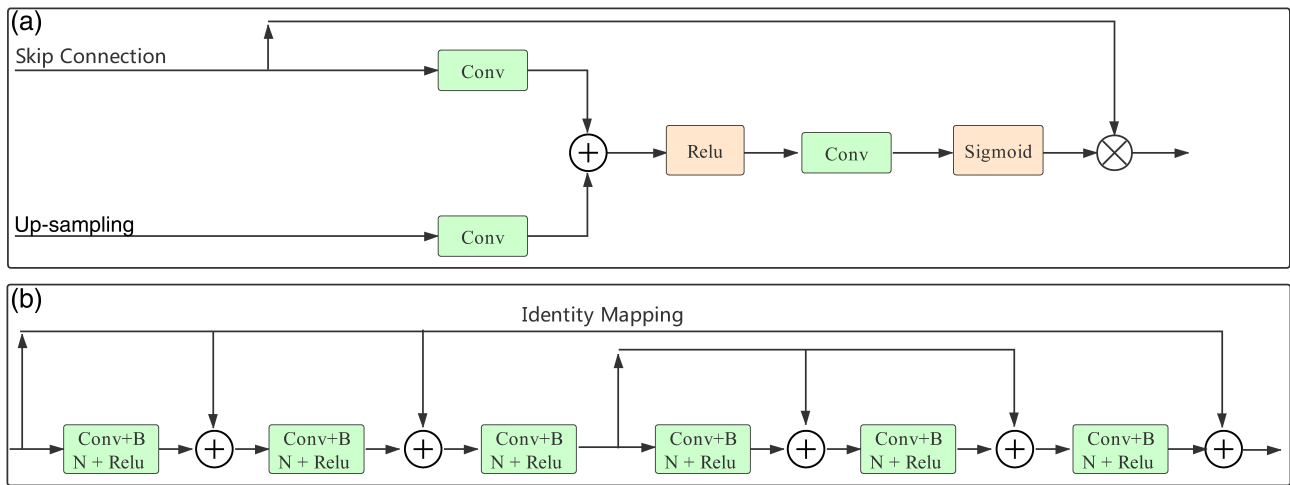 (a)
Skip Connection
Conv
Relu
Conv
Sigmoid
Up-sampling
Conv
(b)
Identity Mapping
Conv+B
N + Relu
Conv+B
N + Relu
Conv+B
N + Relu
Conv+B
N + Relu
Conv+B
N + Relu
Conv+B
N + Relu